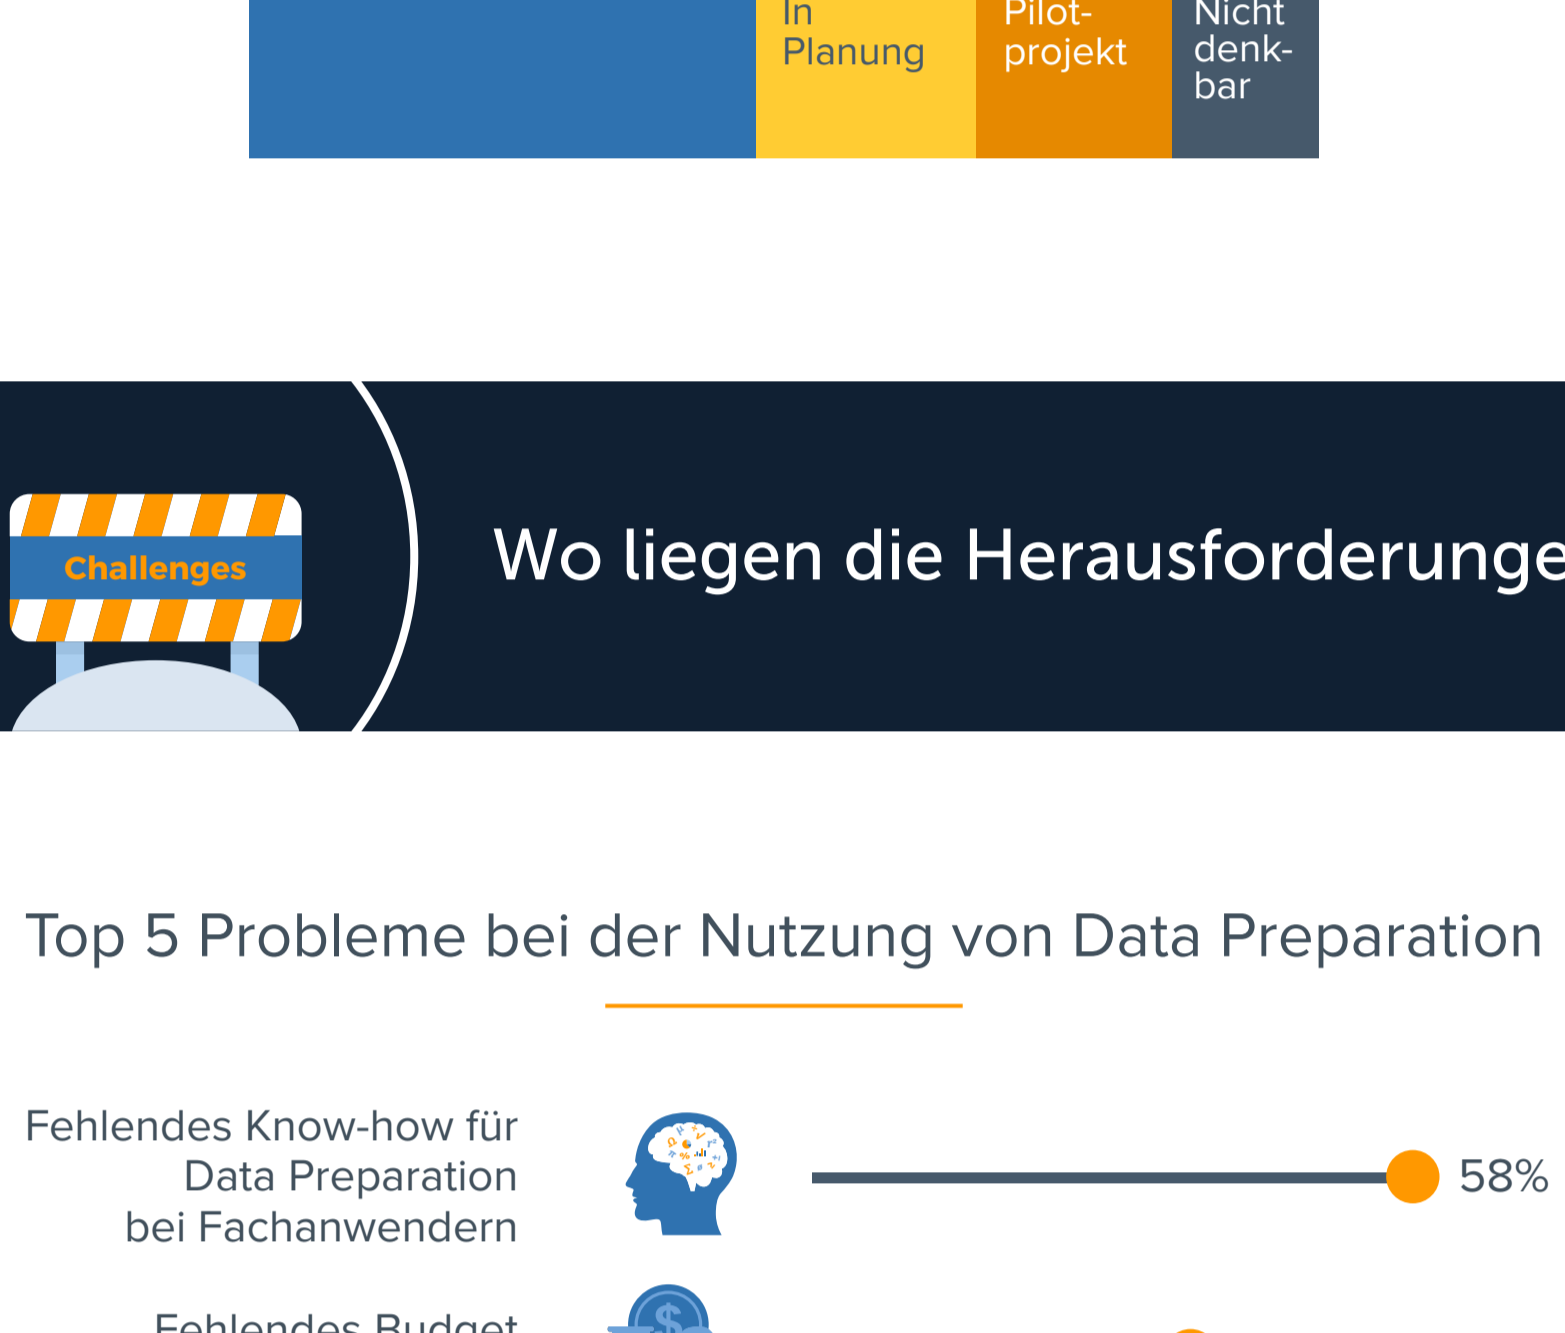 In
Planung
Pilot-
projekt
Nicht
denk-
bar
Challenges
Wo liegen die Herausforderunge
Top 5 Probleme bei der Nutzung von Data Preparation
Fehlendes Know-how für
Data Preparation
bei Fachanwendern
58%
Fehlendes Budget
$